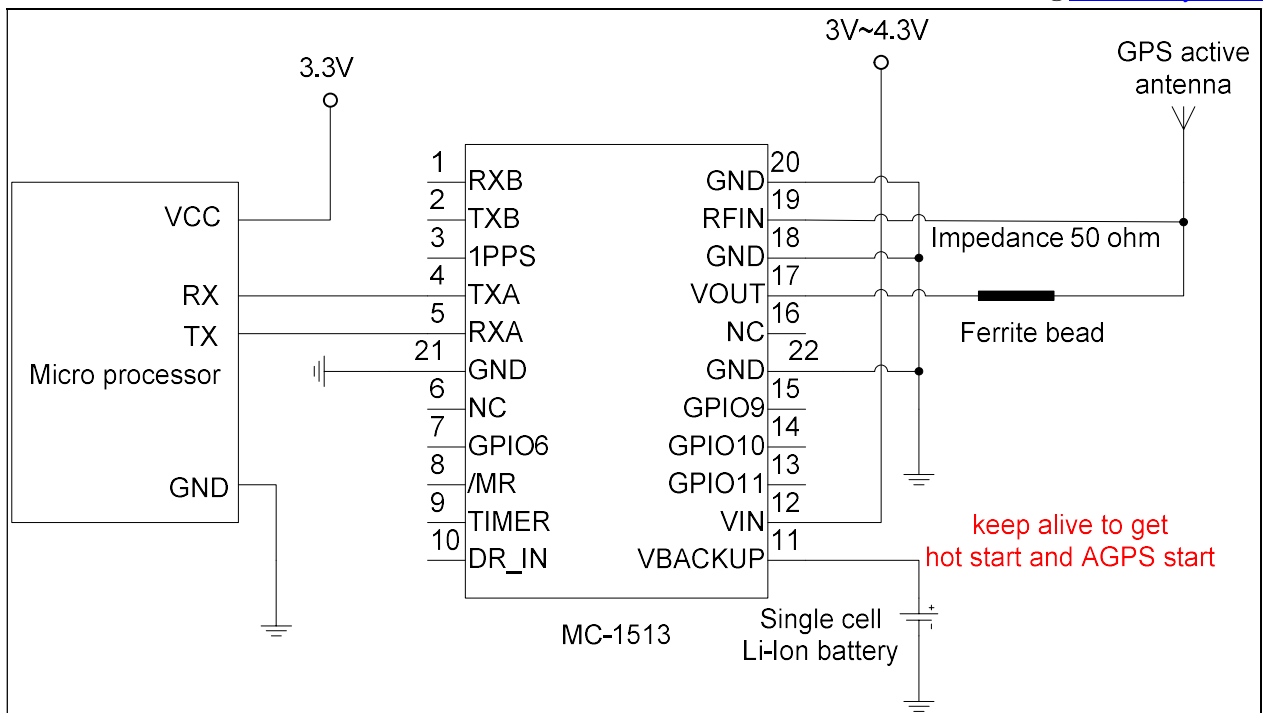 3V~4.3V
GPS active
antenna
3.3V
VCC
RX
TX
Micro processor
GND
1
RXB
2
TXB
3
1PPS
4
TXA
5
RXA
21
GND
6
NC
7
GPIO6
8
/MR
9
TIMER
10
DR_IN
20
GND
19
RFIN
18
GND
17
VOUT
16
NC
22
GND
15
GPIO9
14
GPIO10
13
GPIO11
12
VIN
11
VBACKUP
MC-1513
Impedance 50 ohm
Ferrite bead
keep alive to get
hot start and AGPS start
+
-
Single cell
Li-Ion battery